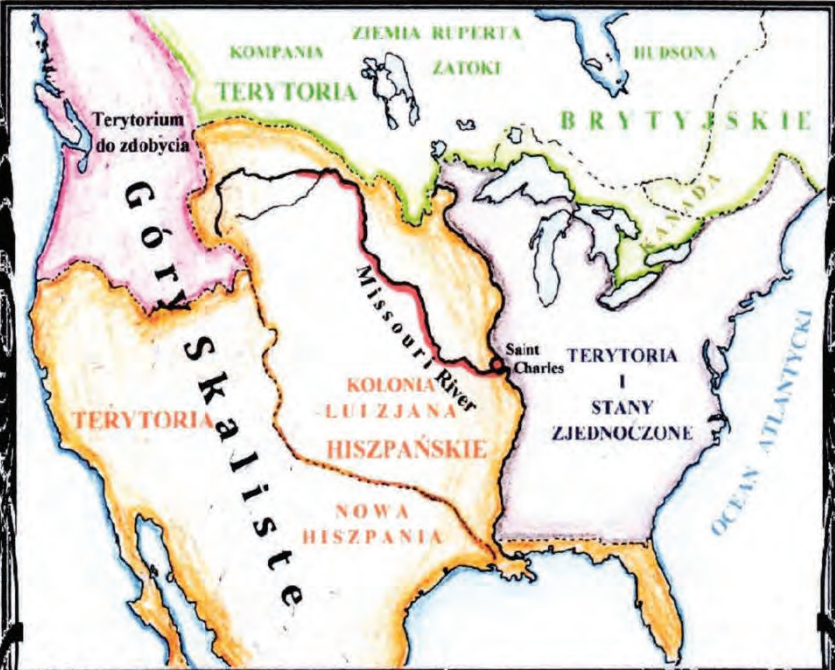 ZIEMIA RUPERTA
KOMPANIA
ZATOKI
HUDSONA
TERYTORIA
BRYTYJSKIE
Terytorium
do zdobycia
KANADA
Góry Skaliste
Missouri River
Saint
Charles
TERYTORIA
I
STANY
ZJEDNOCZONE
KOLONIA
LUIZJANA
TERYTORIA
HISZPAŃSKIE
NOWA
HISZPANIA
OCEAN ATLANTYCKI